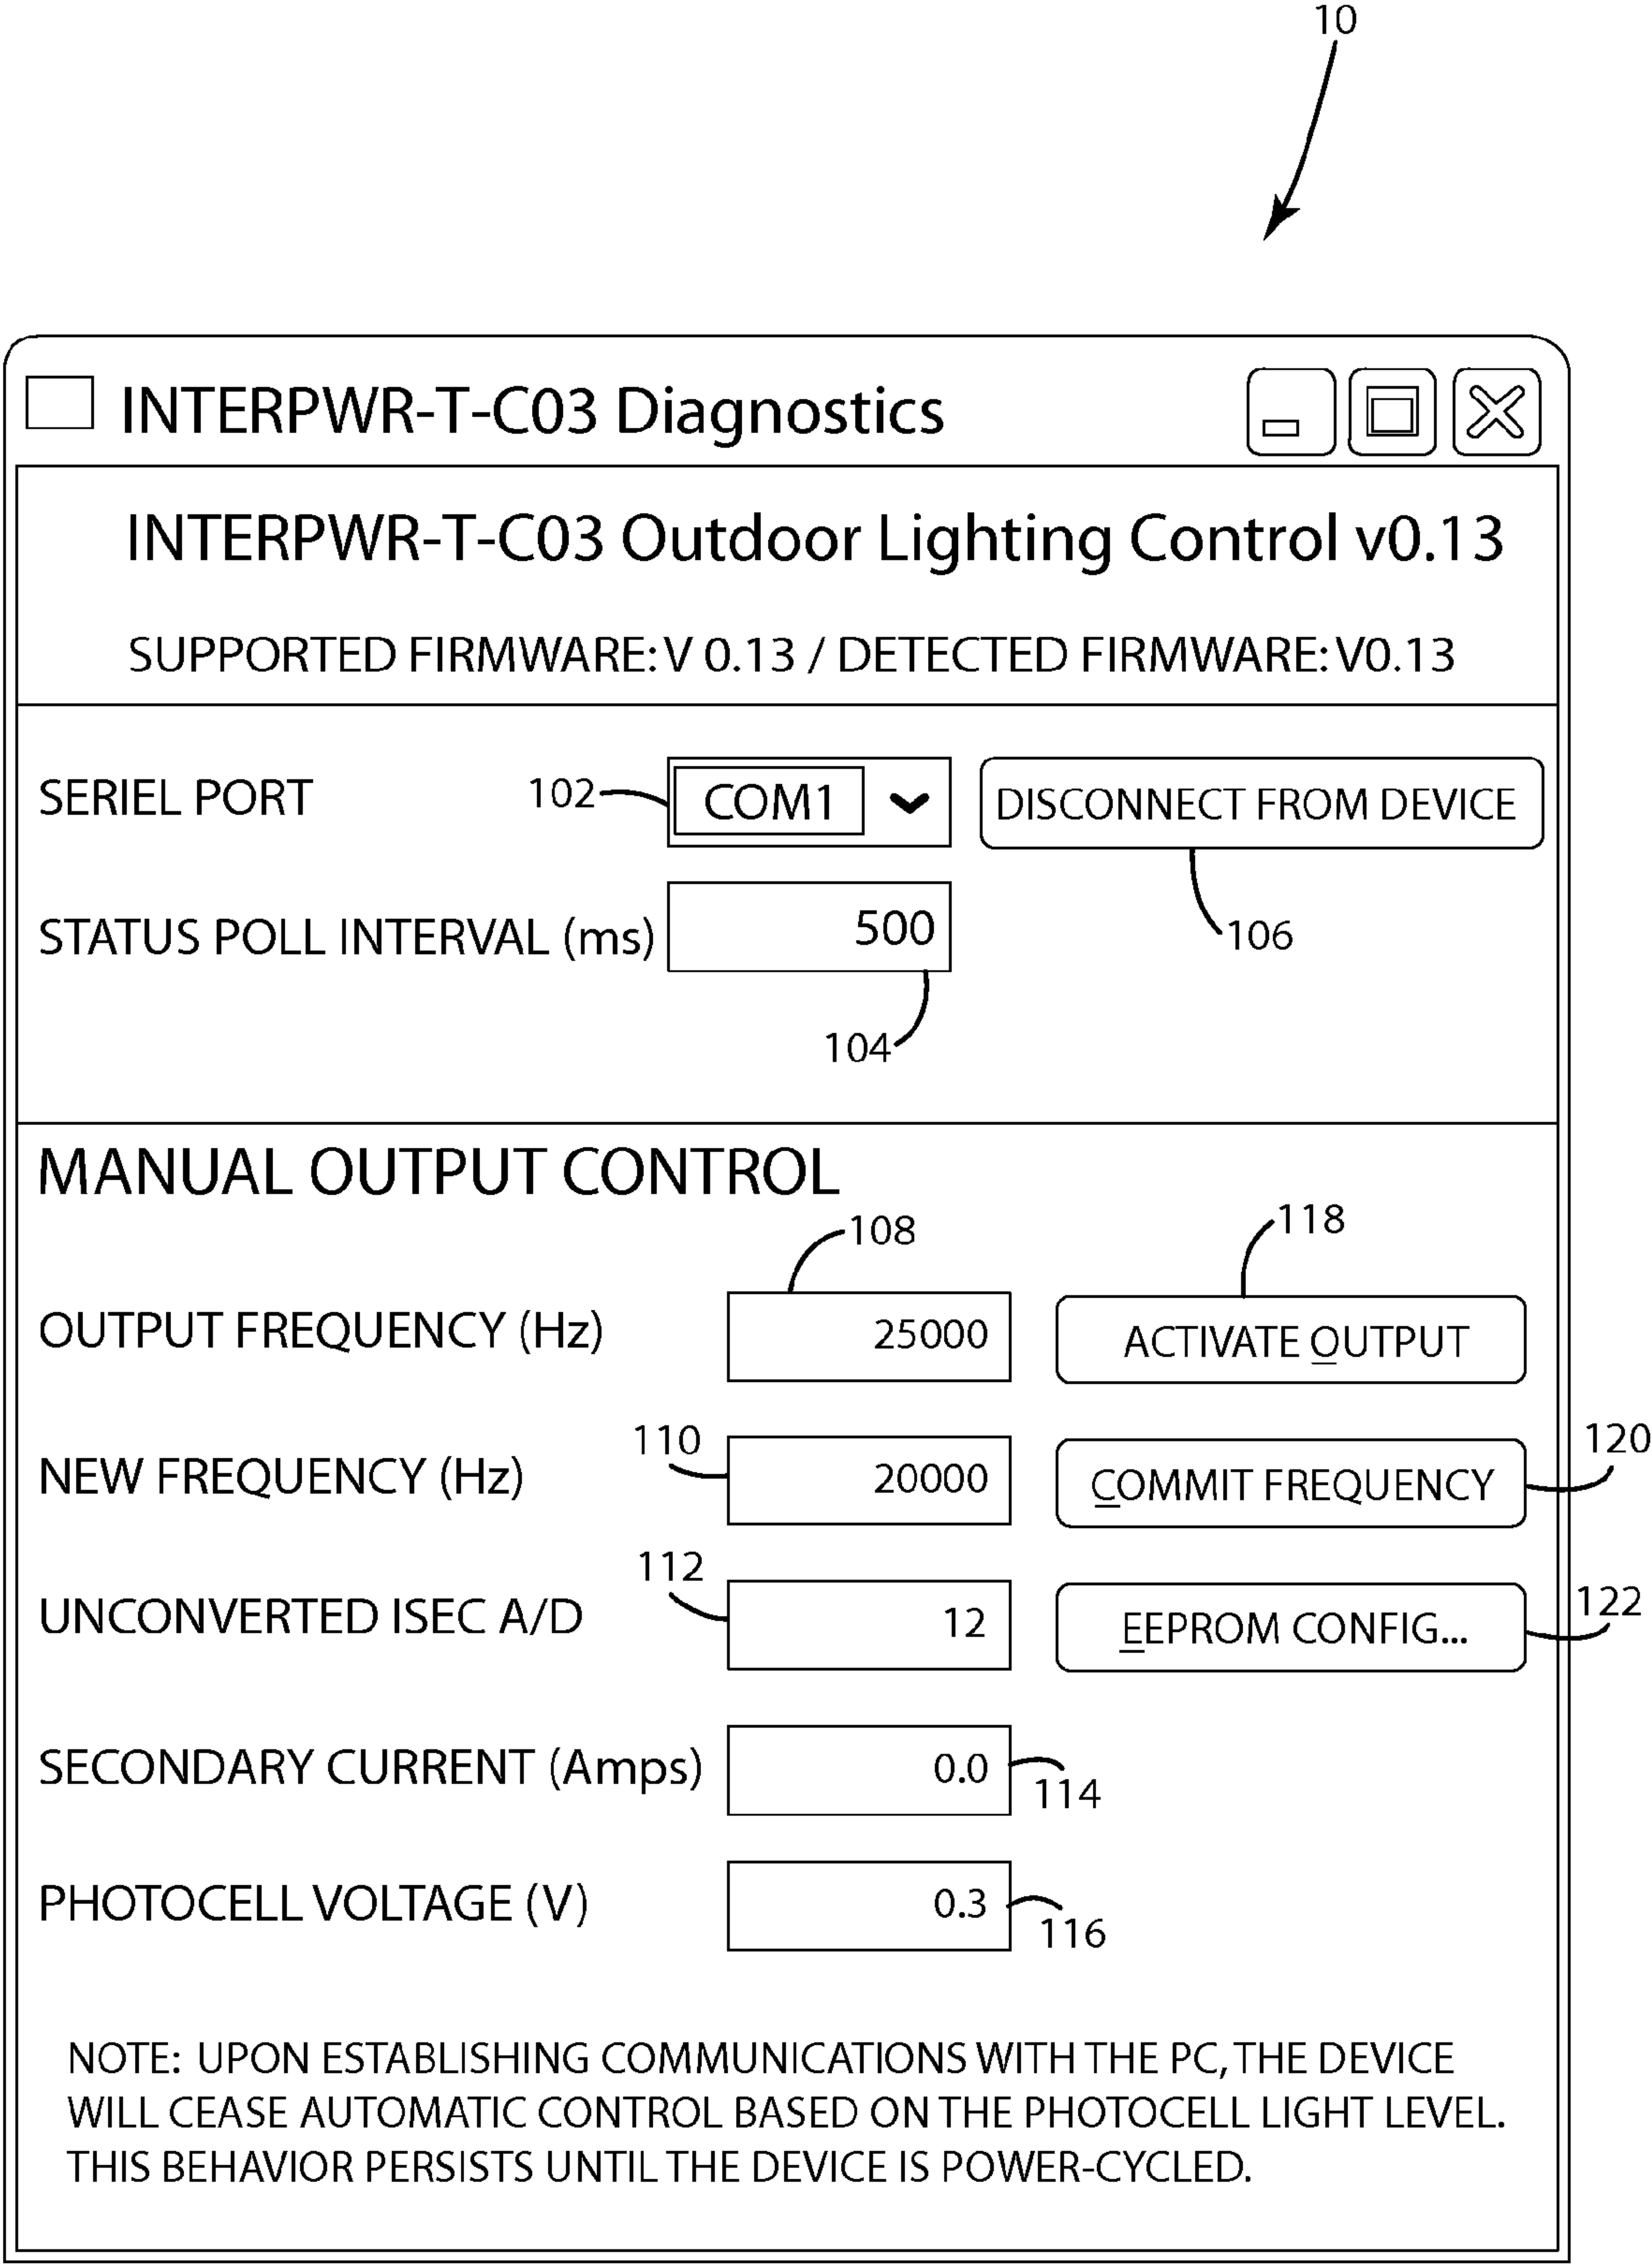 10
INTERPWR-T-C03 Diagnostics
INTERPWR-T-C03 Outdoor Lighting Control v0.13
SUPPORTED FIRMWARE: V 0.13 / DETECTED FIRMWARE: V0.13
SERIEL PORT 102 COM1 DISCONNECT FROM DEVICE
STATUS POLL INTERVAL (ms) 500 106
104
MANUAL OUTPUT CONTROL
108 118
OUTPUT FREQUENCY (Hz) 25000 ACTIVATE OUTPUT
NEW FREQUENCY (Hz) 110 20000 COMMIT FREQUENCY 120
UNCONVERTED ISEC A/D 112 12 EEPROM CONFIG... 122
SECONDARY CURRENT (Amps) 0.0 114
PHOTOCELL VOLTAGE (V) 0.3 116
NOTE: UPON ESTABLISHING COMMUNICATIONS WITH THE PC, THE DEVICE
WILL CEASE AUTOMATIC CONTROL BASED ON THE PHOTOCELL LIGHT LEVEL.
THIS BEHAVIOR PERSISTS UNTIL THE DEVICE IS POWER-CYCLED.